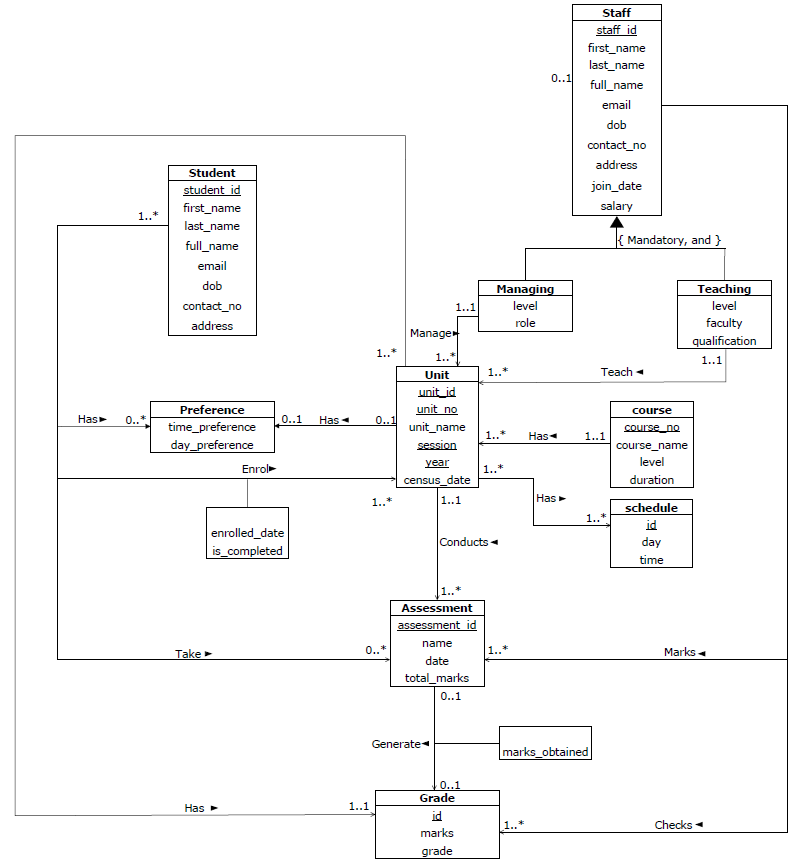 Staff
staff_id
first_name
last_name
full_name
email
dob
contact_no
address
join_date
salary
0..1
{ Mandatory, and }
Student
student_id
first_name
last_name
full_name
email
dob
contact_no
address
1..*
Managing
level
role
1..1
Manage►
1..*
Teaching
level
faculty
qualification
1..1
Teach ◄
1..*
1..*
Unit
unit_id
unit_no
unit_name
session
year
census_date
Preference
time_preference
day_preference
Has►
0..*
0..1
Has◄
0..1
course
course_no
course_name
level
duration
1..*
Has◄
1..1
Enrol►
1..*
enrolled_date
is_completed
1..*
Has ►
1..*
schedule
id
day
time
1..1
Conducts◄
1..*
Assessment
assessment_id
name
date
total_marks
Take ►
0..*
1..*
Marks◄
0..1
Generate◄
marks_obtained
0..1
Grade
id
marks
grade
Has ►
1..1
1..*
Checks◄